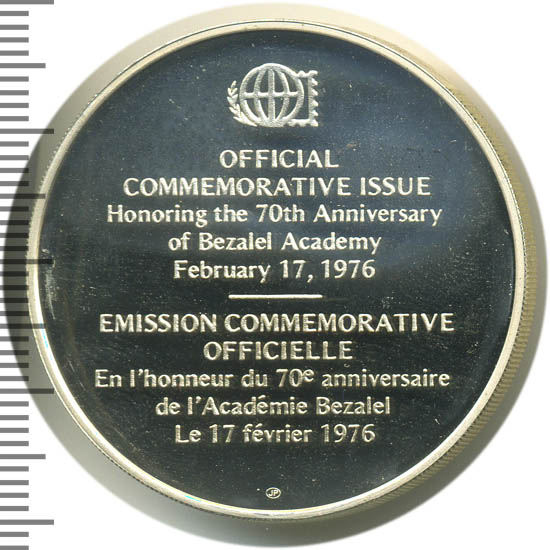 OFFICIAL
COMMEMORATIVE ISSUE
Honoring the 70th Anniversary
of Bezalel Academy
February 17, 1976
EMISSION COMMEMORATIVE
OFFICIELLE
En l'honneur du 70e anniversaire
de l'Académie Bezalel
Le 17 février 1976
JP